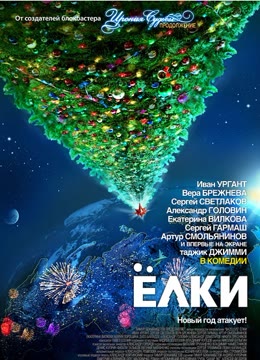 От создателей блокбастера Ирония Судьбы
ПРОДОЛЖЕНИЕ
Иван УРГАНТ
Вера БРЕЖНЕВА
Сергей СВЕТЛАКОВ
Александр ГОЛОВИН
Екатерина ВИЛКОВА
Сергей ГАРМАШ
Артур СМОЛЬЯНИНОВ
И ВПЕРВЫЕ НА ЭКРАНЕ
таджик ДЖИММИ
В КОМЕДИИ
ЁЛКИ
Новый год атакует!